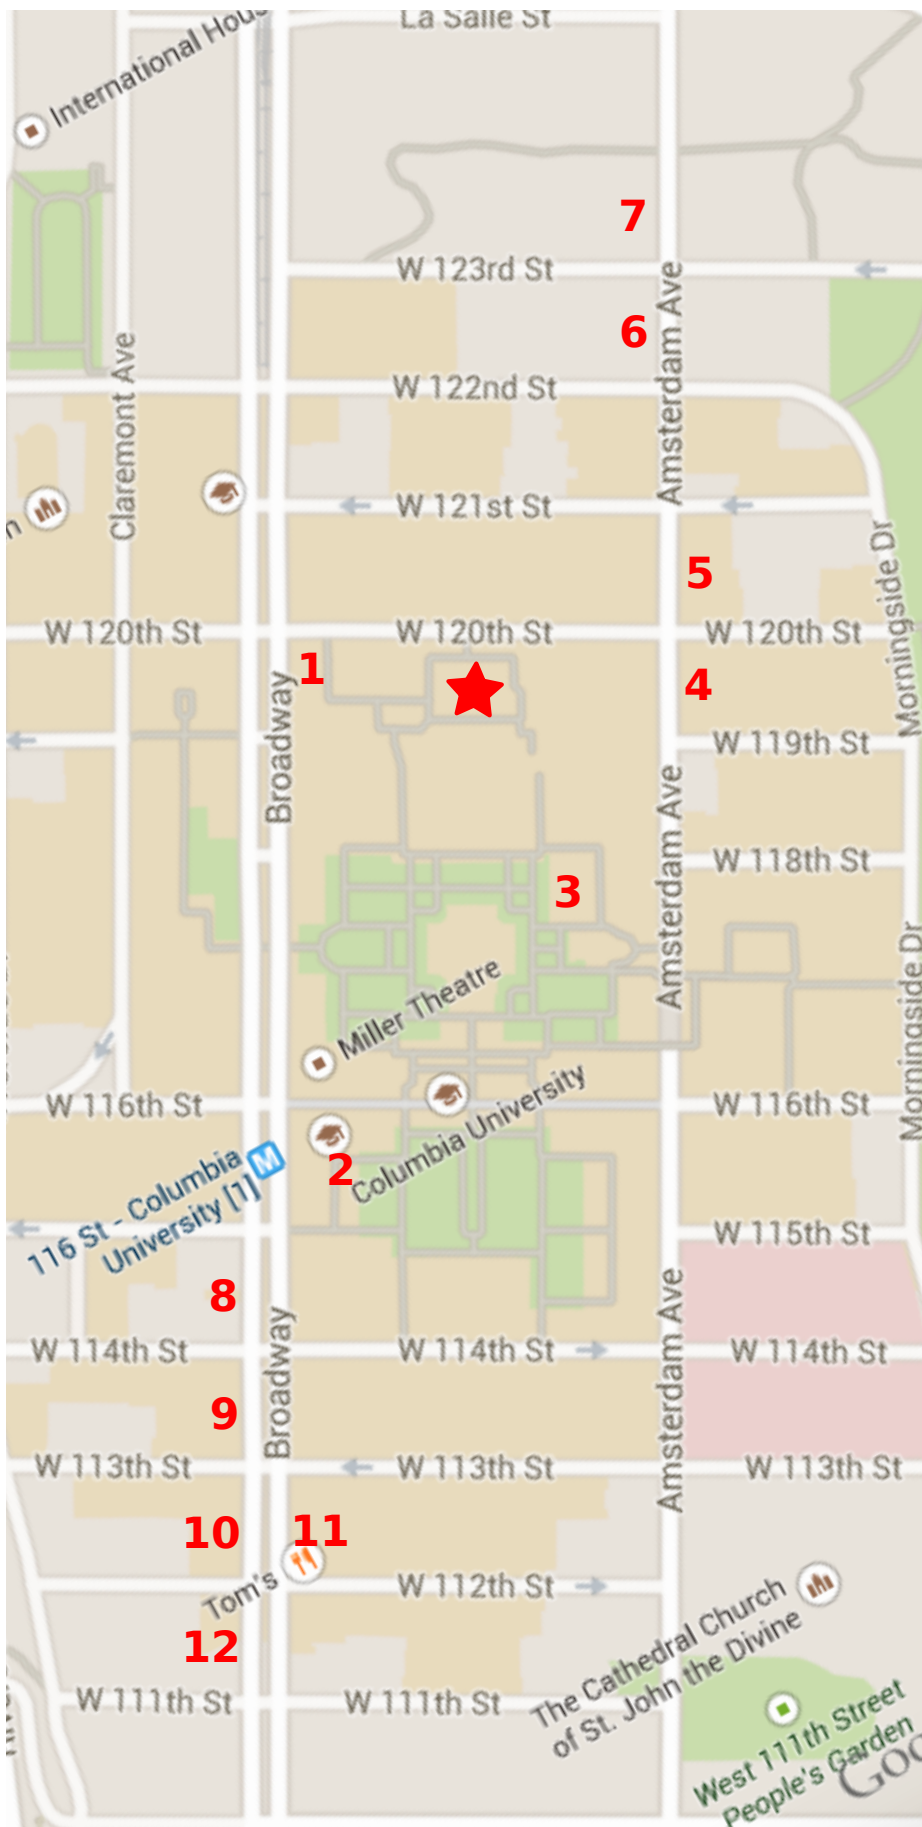 La Salle St
International Hous
7
W 123rd St
6
Amsterdam Ave
Claremont Ave
W 122nd St
n
W 121st St
Morningside Dr
5
W 120th St
W 120th St
W 120th St
1
4
Broadway
W 119th St
Amsterdam Ave
W 118th St
3
Morningside Dr
Miller Theatre
W 116th St
Columbia University
W 116th St
2
116 St - Columbia
University [1]
W 115th St
8
Broadway
Amsterdam Ave
W 114th St
W 114th St
W 114th St
9
W 113th St
W 113th St
W 113th St
10
11
Tom's
W 112th St
The Cathedral Church
of St. John the Divine
12
W 111th St
W 111th St
West 111th Street
People's Garden
Goo